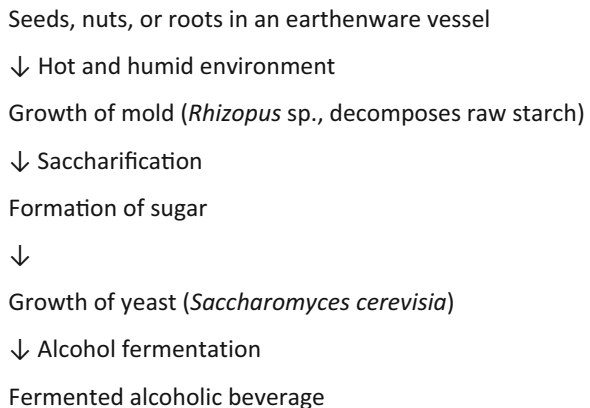 Seeds, nuts, or roots in an earthenware vessel
↓ Hot and humid environment
Growth of mold (Rhizopus sp., decomposes raw starch)
↓ Saccharification
Formation of sugar
↓
Growth of yeast (Saccharomyces cerevisia)
↓ Alcohol fermentation
Fermented alcoholic beverage